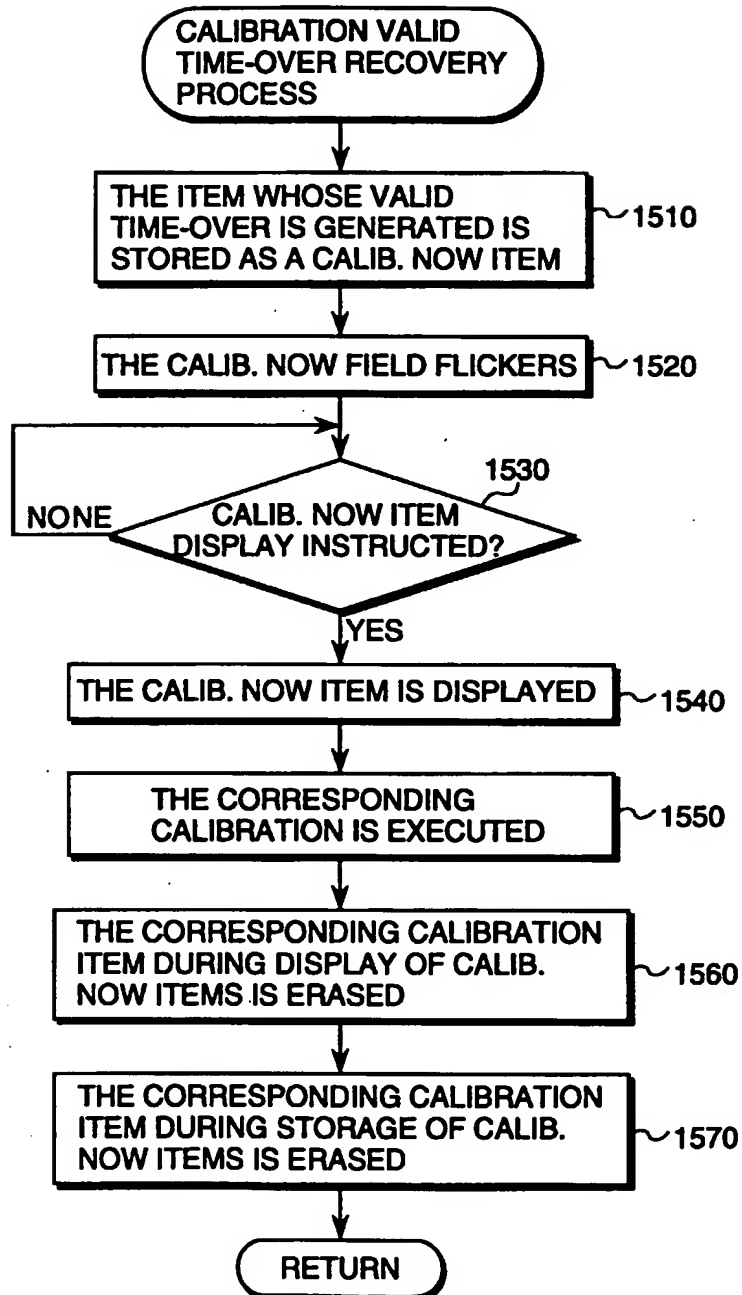 CALIBRATION VALID
TIME-OVER RECOVERY
PROCESS
THE ITEM WHOSE VALID
TIME-OVER IS GENERATED IS
STORED AS A CALIB. NOW ITEM
1510
THE CALIB. NOW FIELD FLICKERS
1520
1530
NONE
CALIB. NOW ITEM
DISPLAY INSTRUCTED?
YES
THE CALIB. NOW ITEM IS DISPLAYED
1540
THE CORRESPONDING
CALIBRATION IS EXECUTED
1550
THE CORRESPONDING CALIBRATION
ITEM DURING DISPLAY OF CALIB.
NOW ITEMS IS ERASED
1560
THE CORRESPONDING CALIBRATION
ITEM DURING STORAGE OF CALIB.
NOW ITEMS IS ERASED
1570
RETURN